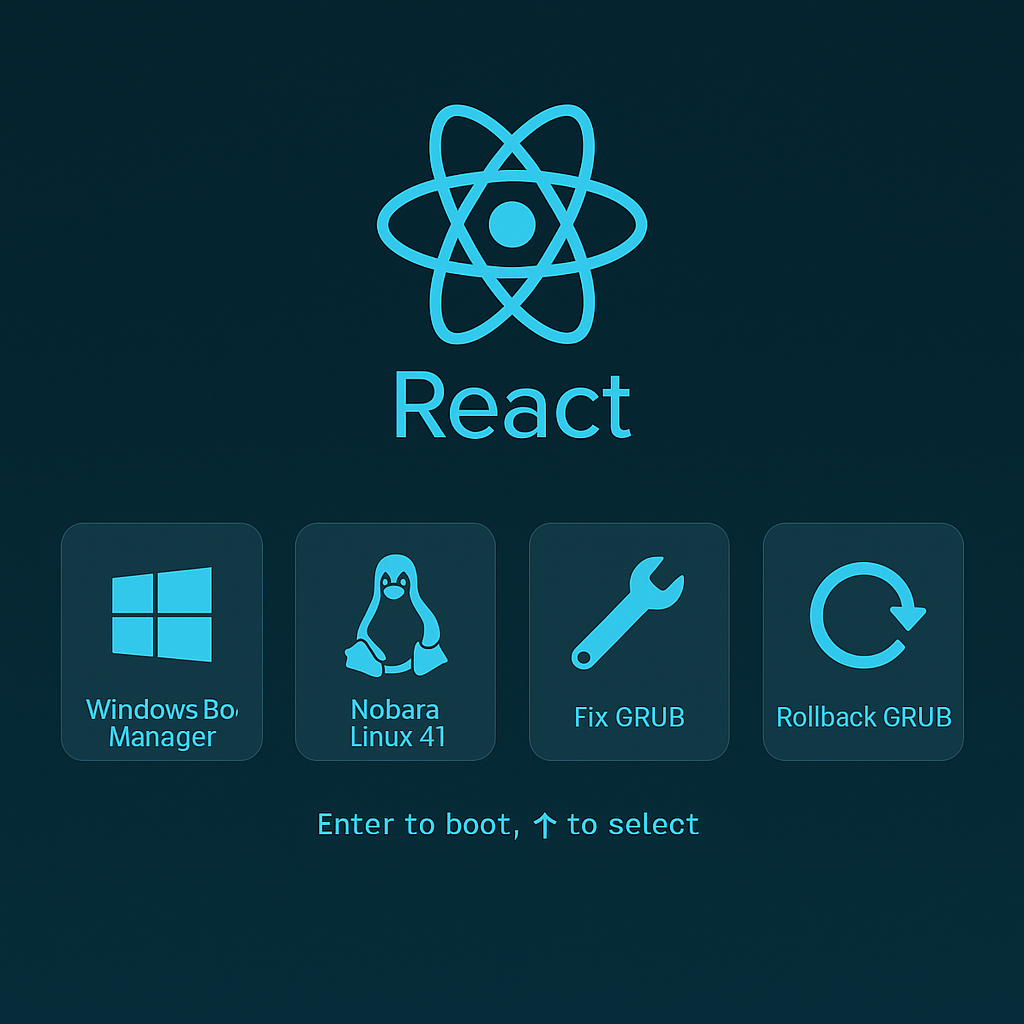 React
Windows Bo
Manager
Nobara
Linux 41
Fix GRUB
Rollback GRUB
Enter to boot, ↑ to select